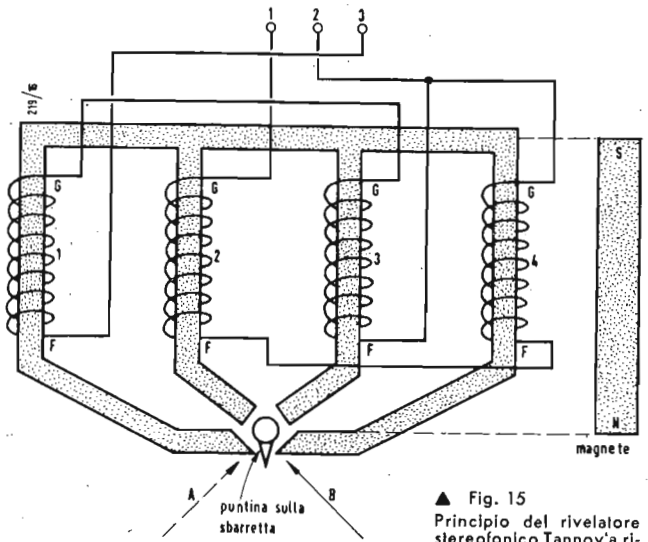 1 2 3
219/16
S
G G G G
1 2 3 4
F F F F
N
magnete
A B
puntina sulla
sbarretta
▲ Fig. 15
Principio del rivelatore
stereofonico Tannoy'a ri-